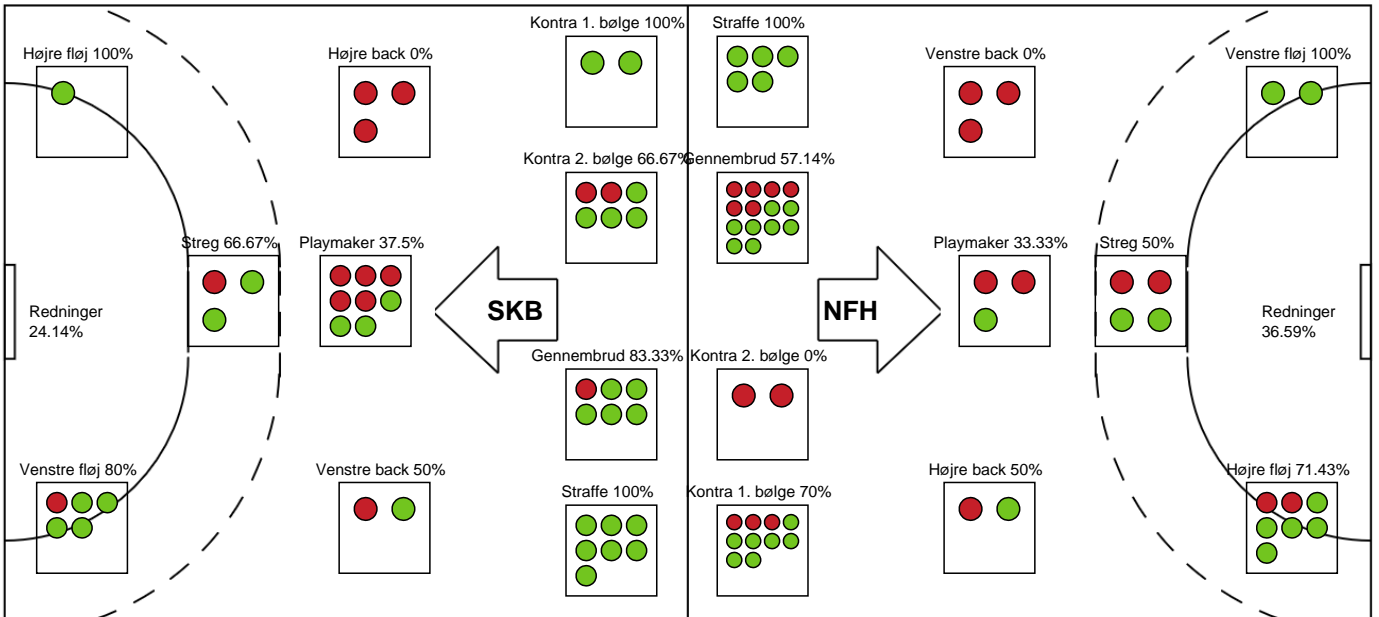 Kontra 1. bølge 100%
Straffe 100%
Højre fløj 100%
Højre back 0%
Venstre back 0%
Venstre fløj 100%
Kontra 2. bølge 66.67%
Gennembrud 57.14%
Streg 66.67%
Playmaker 37.5%
Playmaker 33.33%
Streg 50%
Redninger
24.14%
SKB
NFH
Redninger
36.59%
Gennembrud 83.33%
Kontra 2. bølge 0%
Venstre fløj 80%
Venstre back 50%
Straffe 100%
Kontra 1. bølge 70%
Højre back 50%
Højre fløj 71.43%